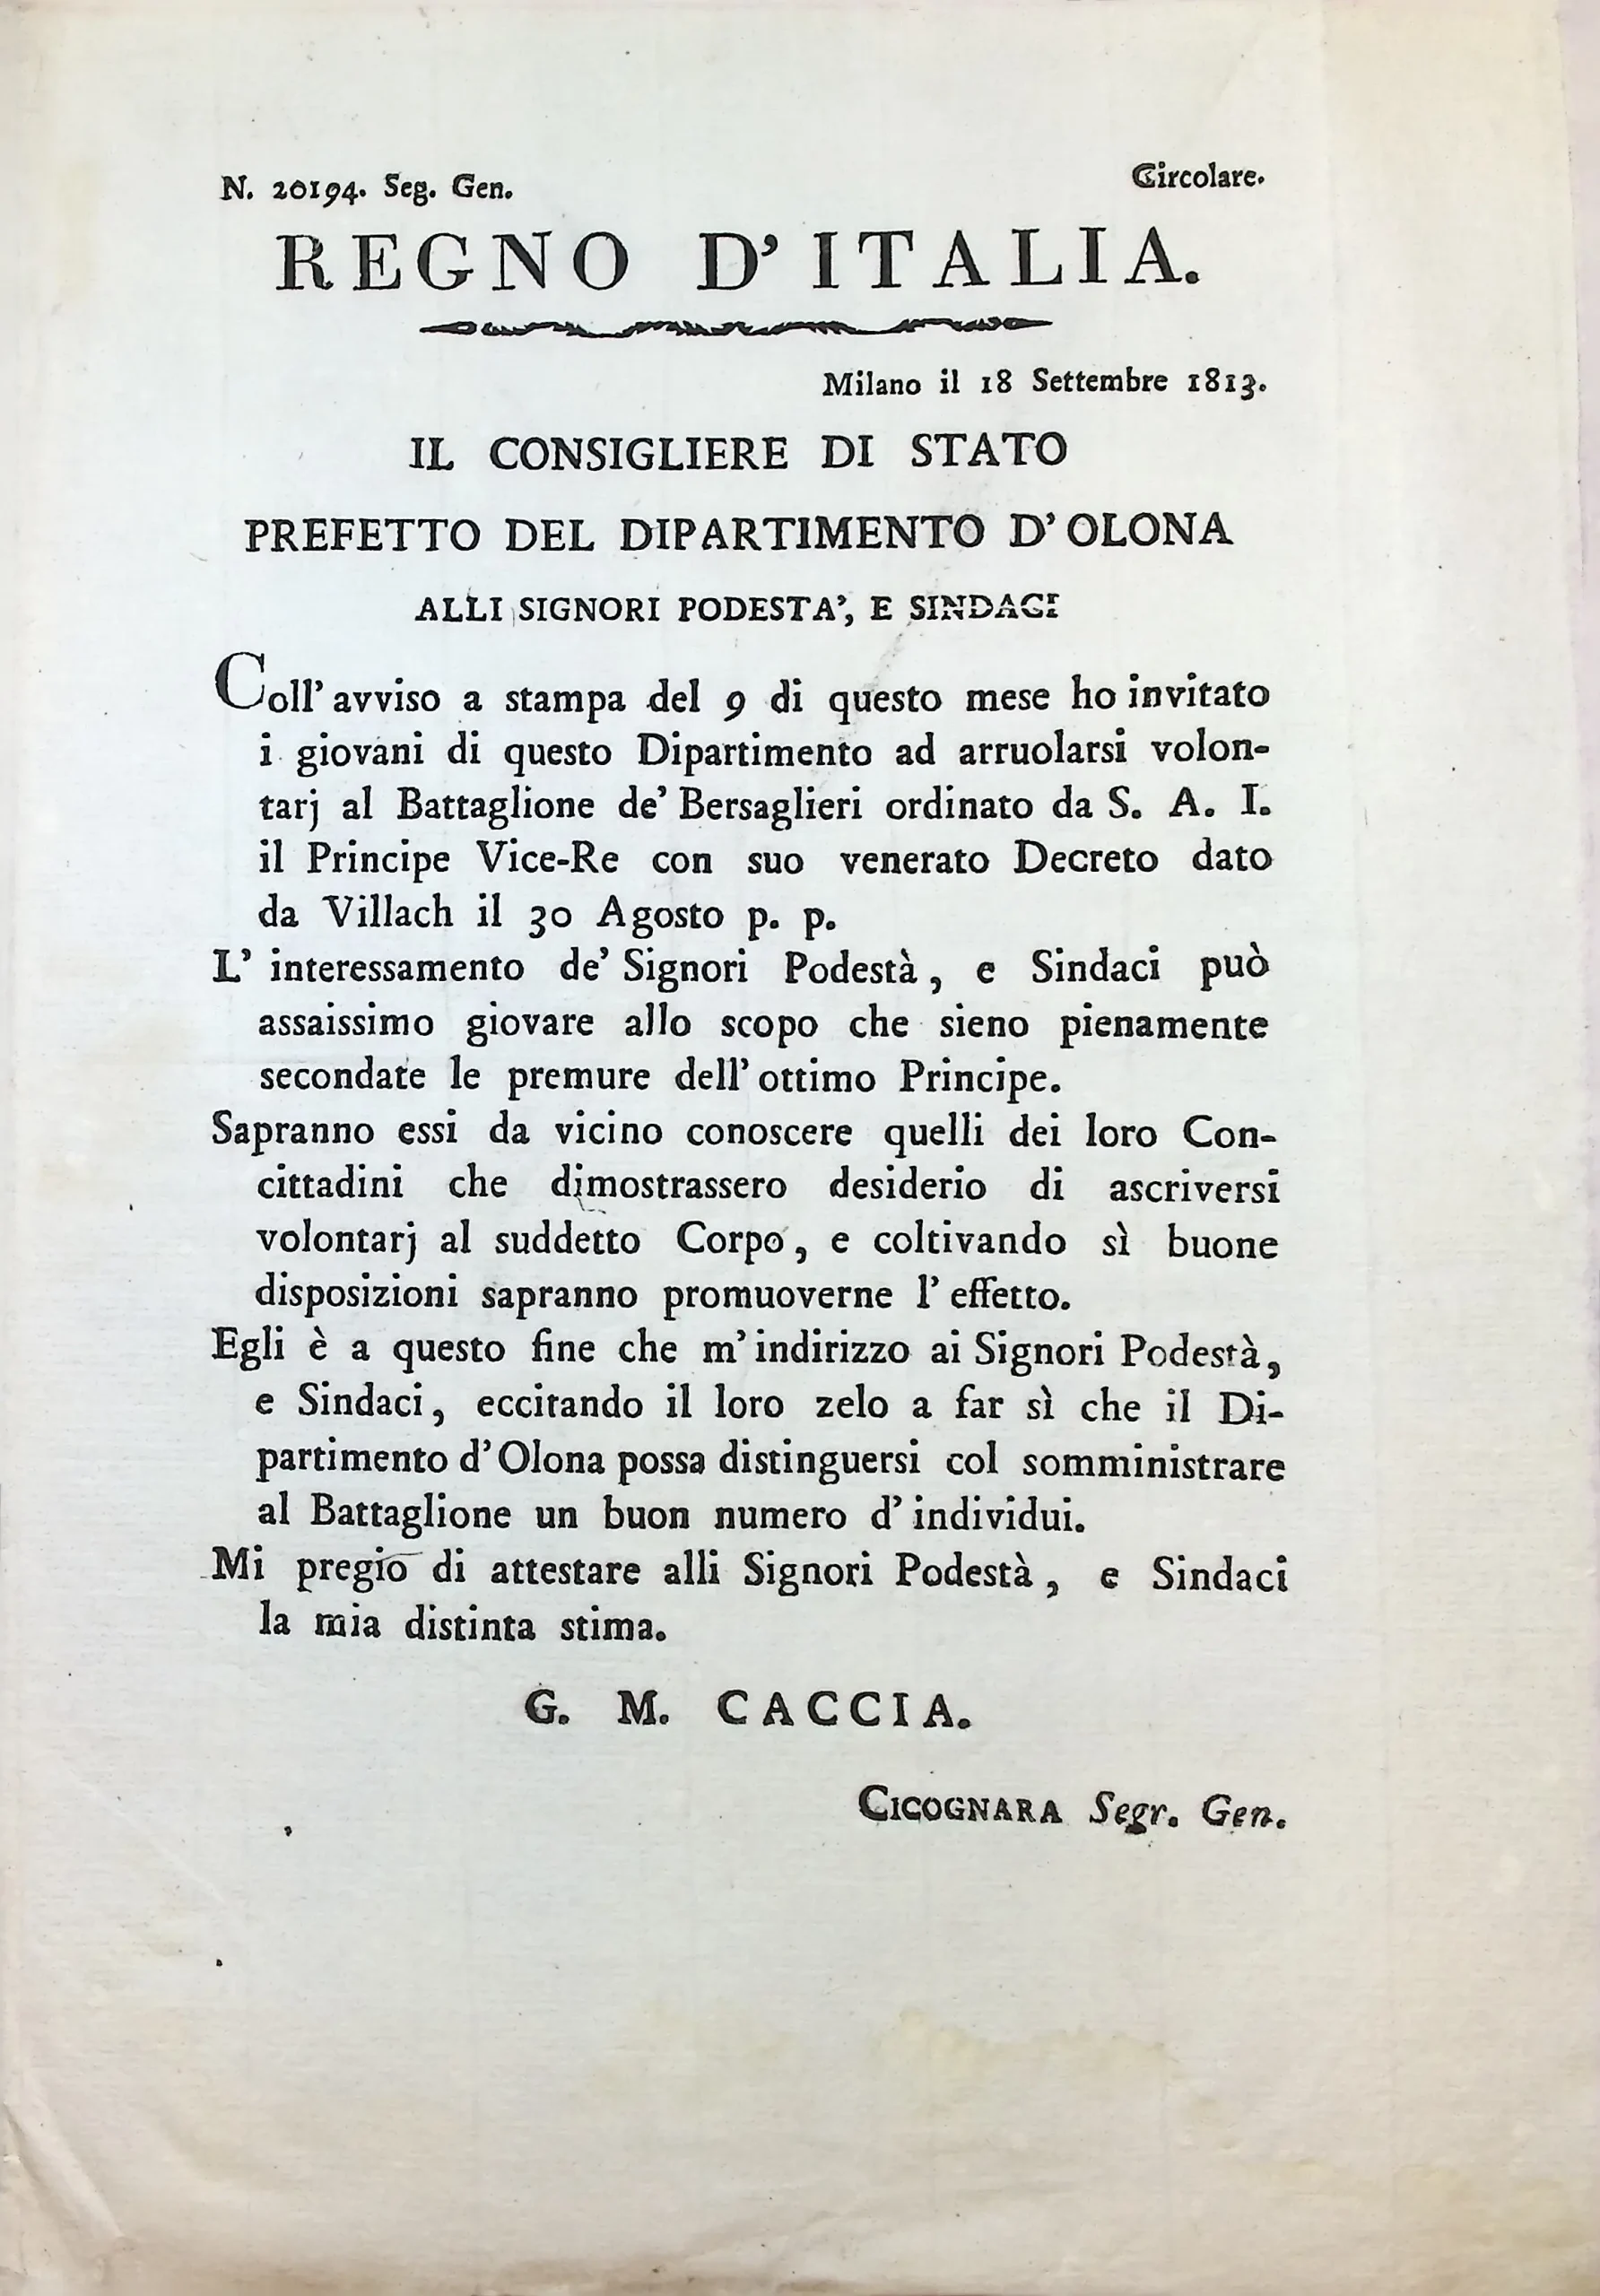 N. 20194. Seg. Gen.
Circolare.
REGNO D'ITALIA.
Milano il 18 Settembre 1813.
IL CONSIGLIERE DI STATO
PREFETTO DEL DIPARTIMENTO D'OLONA
ALLI SIGNORI PODESTA', E SINDACI
Coll' avviso a stampa del 9 di questo mese ho invitato
i giovani di questo Dipartimento ad arruolarsi volon-
tarj al Battaglione de' Bersaglieri ordinato da S. A. I.
il Principe Vice-Re con suo venerato Decreto dato
da Villach il 30 Agosto p. p.
L' interessamento de' Signori Podestà, e Sindaci può
assaissimo giovare allo scopo che sieno pienamente
secondate le premure dell' ottimo Principe.
Sapranno essi da vicino conoscere quelli dei loro Con-
cittadini che dimostrassero desiderio di ascriversi
volontarj al suddetto Corpo, e coltivando sì buone
disposizioni sapranno promuoverne l' effetto.
Egli è a questo fine che m' indirizzo ai Signori Podestà,
e Sindaci, eccitando il loro zelo a far sì che il Di-
partimento d' Olona possa distinguersi col somministrare
al Battaglione un buon numero d' individui.
Mi pregio di attestare alli Signori Podestà, e Sindaci
la mia distinta stima.
G. M. CACCIA.
CICOGNARA Segr. Gen.